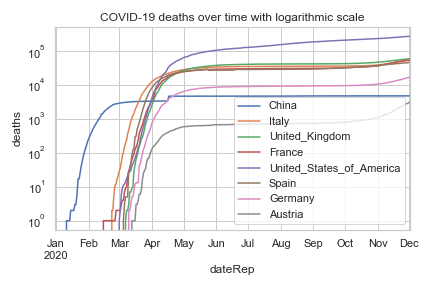 COVID-19 deaths over time with logarithmic scale
deaths
10⁵
10⁴
10³
10²
10¹
10⁰
China
Italy
United_Kingdom
France
United_States_of_America
Spain
Germany
Austria
Jan Feb Mar Apr May Jun Jul Aug Sep Oct Nov Dec
2020
dateRep